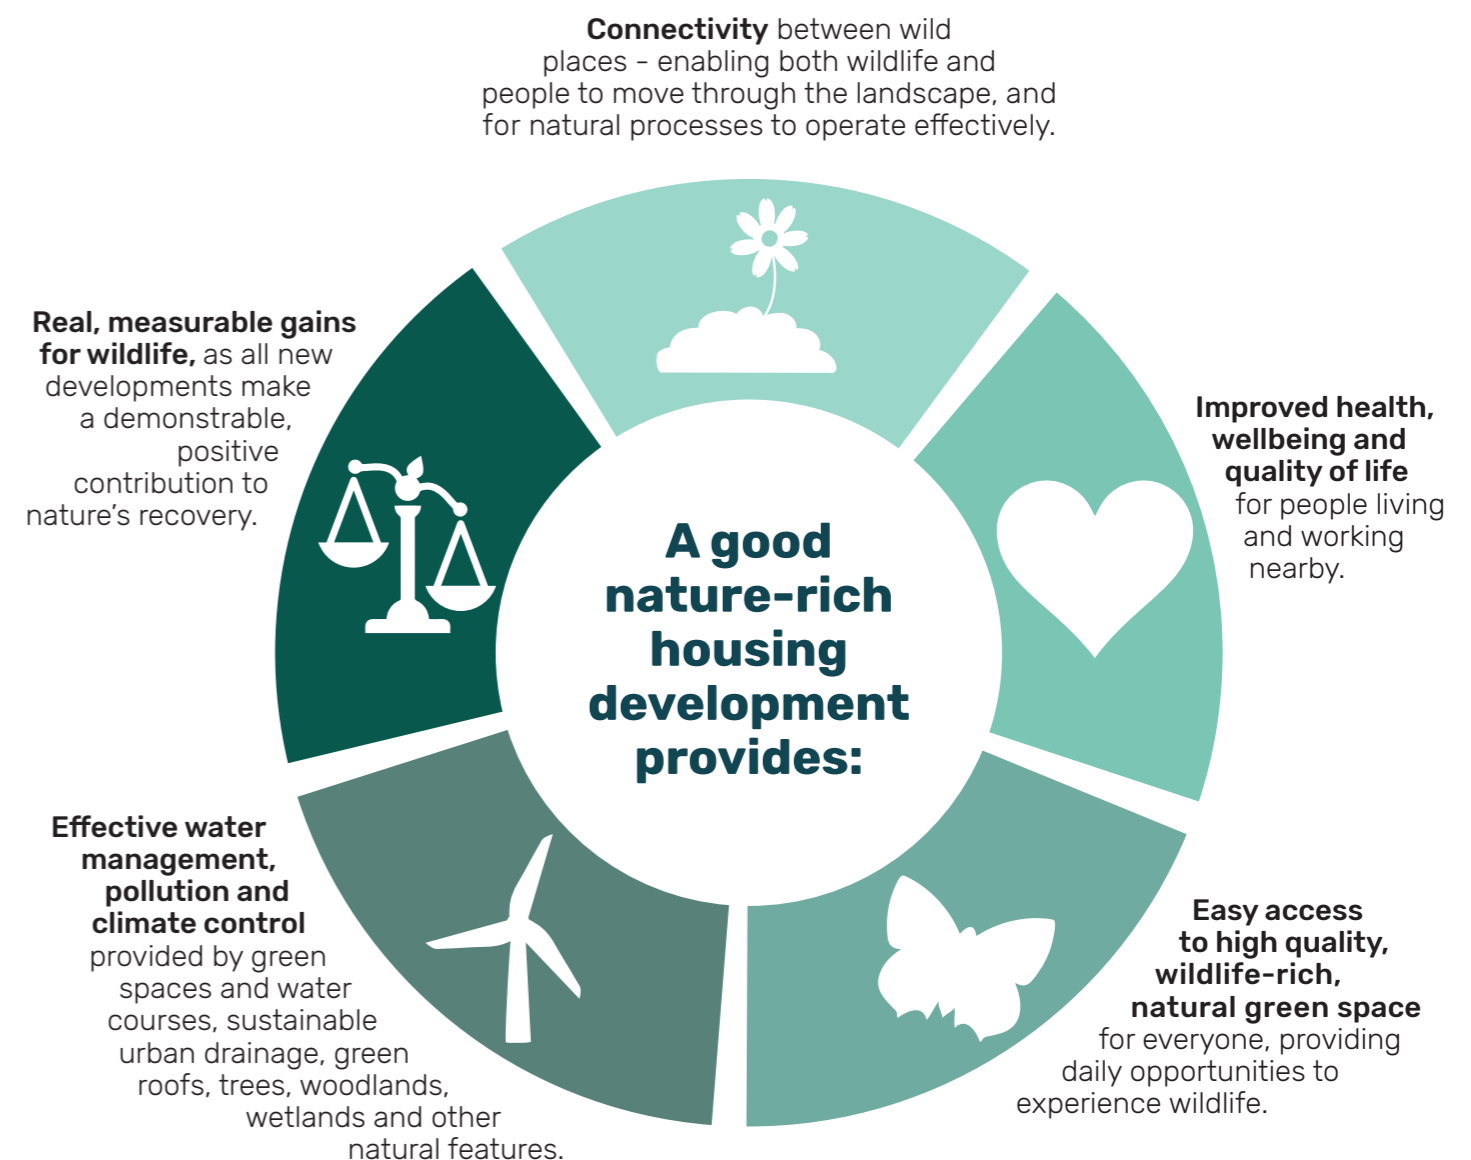 Connectivity between wild
places - enabling both wildlife and
people to move through the landscape, and
for natural processes to operate effectively.
Real, measurable gains
for wildlife, as all new
developments make
a demonstrable,
positive
contribution to
nature's recovery.
Improved health,
wellbeing and
quality of life
for people living
and working
nearby.
A good
nature-rich
housing
development
provides:
Effective water
management,
pollution and
climate control
provided by green
spaces and water
courses, sustainable
urban drainage, green
roofs, trees, woodlands,
wetlands and other
natural features.
Easy access
to high quality,
wildlife-rich,
natural green space
for everyone, providing
daily opportunities to
experience wildlife.